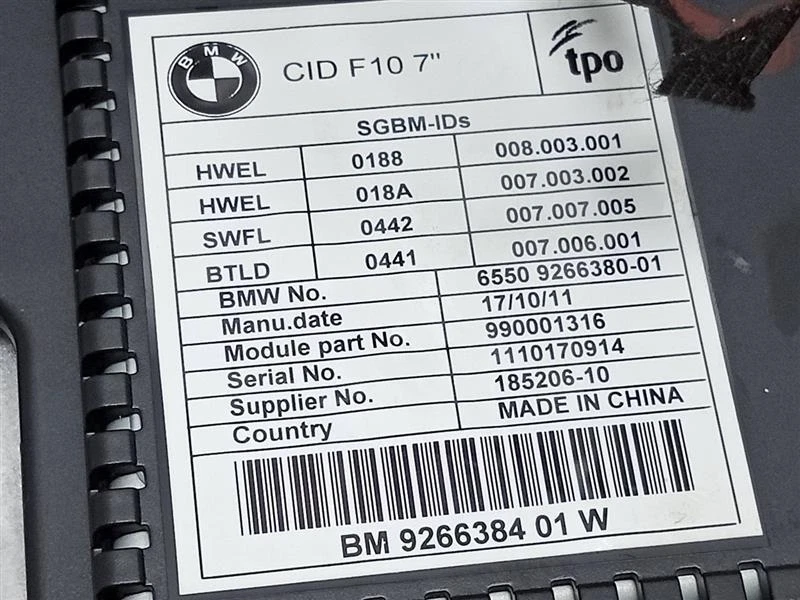 BMW
CID F10 7"
tpo
SGBM-IDs
HWEL 0188 008.003.001
HWEL 018A 007.003.002
SWFL 0442 007.007.005
BTLD 0441 007.006.001
BMW No. 6550 9266380-01
Manu.date 17/10/11
Module part No. 990001316
Serial No. 1110170914
Supplier No. 185206-10
Country MADE IN CHINA
BM 9266384 01 W